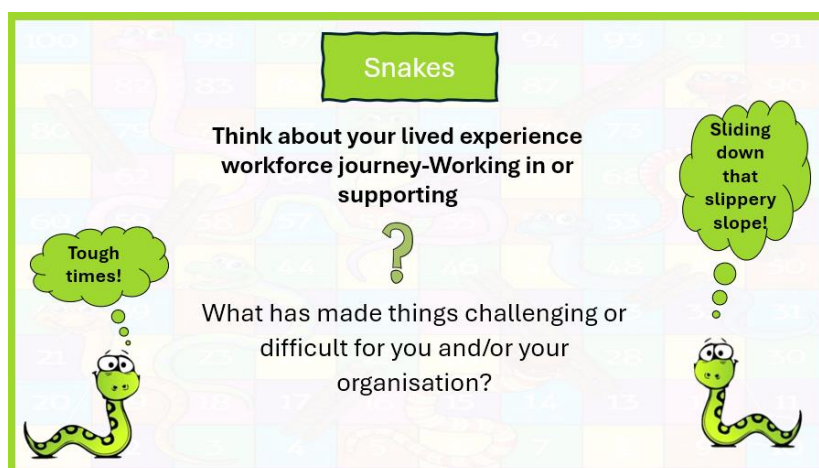 Snakes
Think about your lived experience
workforce journey-Working in or
supporting
?
Sliding
down
that
slippery
slope!
Tough
times!
What has made things challenging or
difficult for you and/or your
organisation?